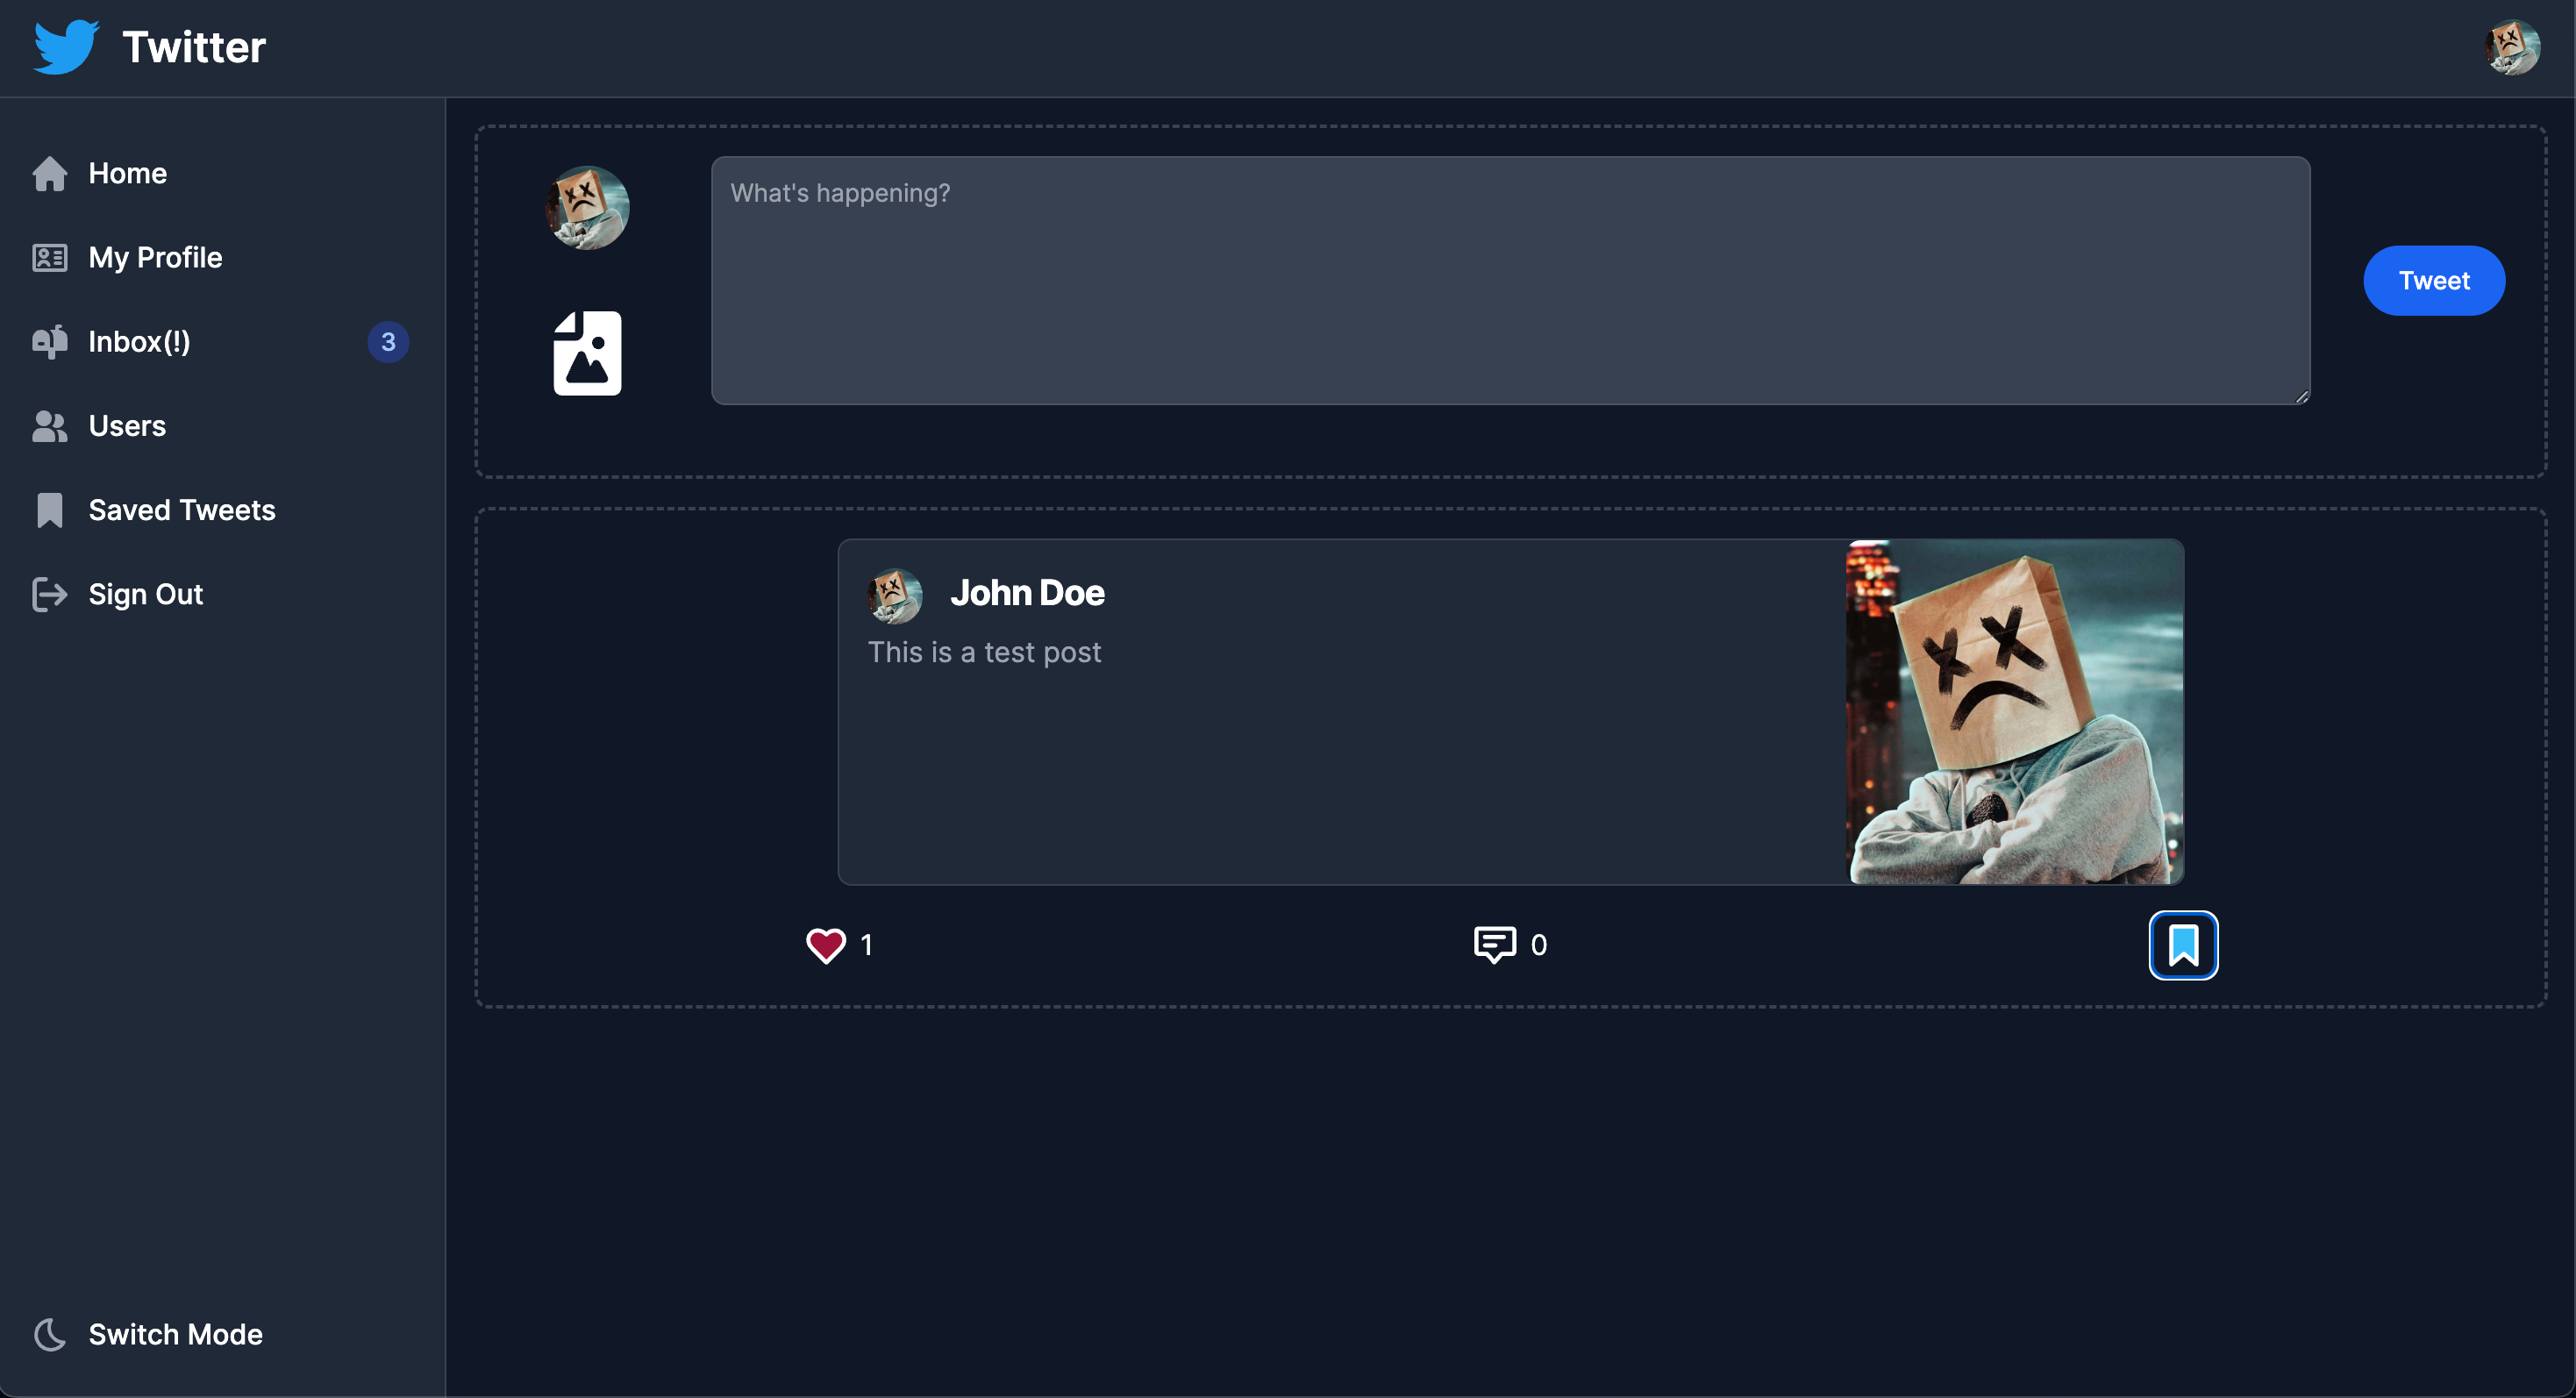 Twitter
Home
My Profile
Inbox(!) 3
Users
Saved Tweets
Sign Out
Switch Mode
What's happening?
Tweet
John Doe
This is a test post
1
0